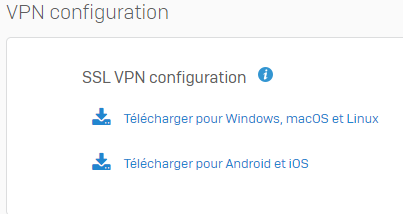 VPN configuration
SSL VPN configuration
Télécharger pour Windows, macOS et Linux
Télécharger pour Android et iOS